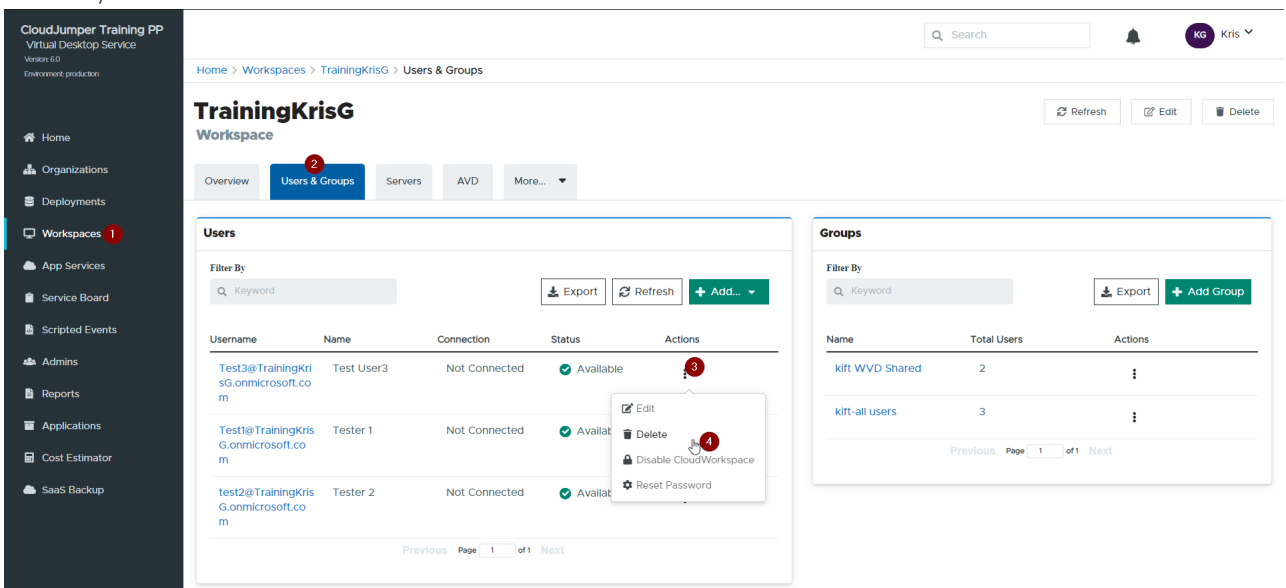 CloudJumper Training PP
Virtual Desktop Service
Version: 6.0
Environment: production
Search
KG
Kris
Home > Workspaces > TrainingKrisG > Users & Groups
TrainingKrisG
Workspace
Refresh
Edit
Delete
Home
Organizations
Deployments
Workspaces 1
App Services
Service Board
Scripted Events
Admins
Reports
Applications
Cost Estimator
SaaS Backup
2
Overview
Users & Groups
Servers
AVD
More...
Users
Filter By
Keyword
Export
Refresh
+ Add...
Username Name Connection Status Actions
Test3@TrainingKri Test User3 Not Connected Available 3
sG.onmicrosoft.co
m
Test1@TrainingKris Tester 1 Not Connected Availab
G.onmicrosoft.co
m
test2@TrainingKris Tester 2 Not Connected Availab
G.onmicrosoft.co
m
Edit
Delete 4
Disable CloudWorkspace
Reset Password
Previous Page 1 of 1 Next
Groups
Filter By
Keyword
Export
+ Add Group
Name Total Users Actions
kift WVD Shared 2
kift-all users 3
Previous Page 1 of 1 Next